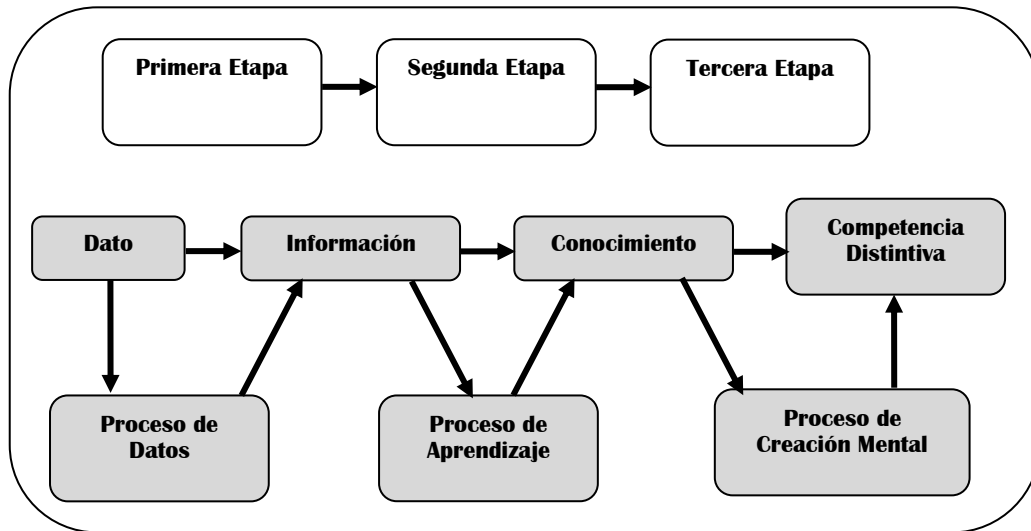 Primera Etapa
Segunda Etapa
Tercera Etapa
Dato
Información
Conocimiento
Competencia
Distintiva
Proceso de
Datos
Proceso de
Aprendizaje
Proceso de
Creación Mental